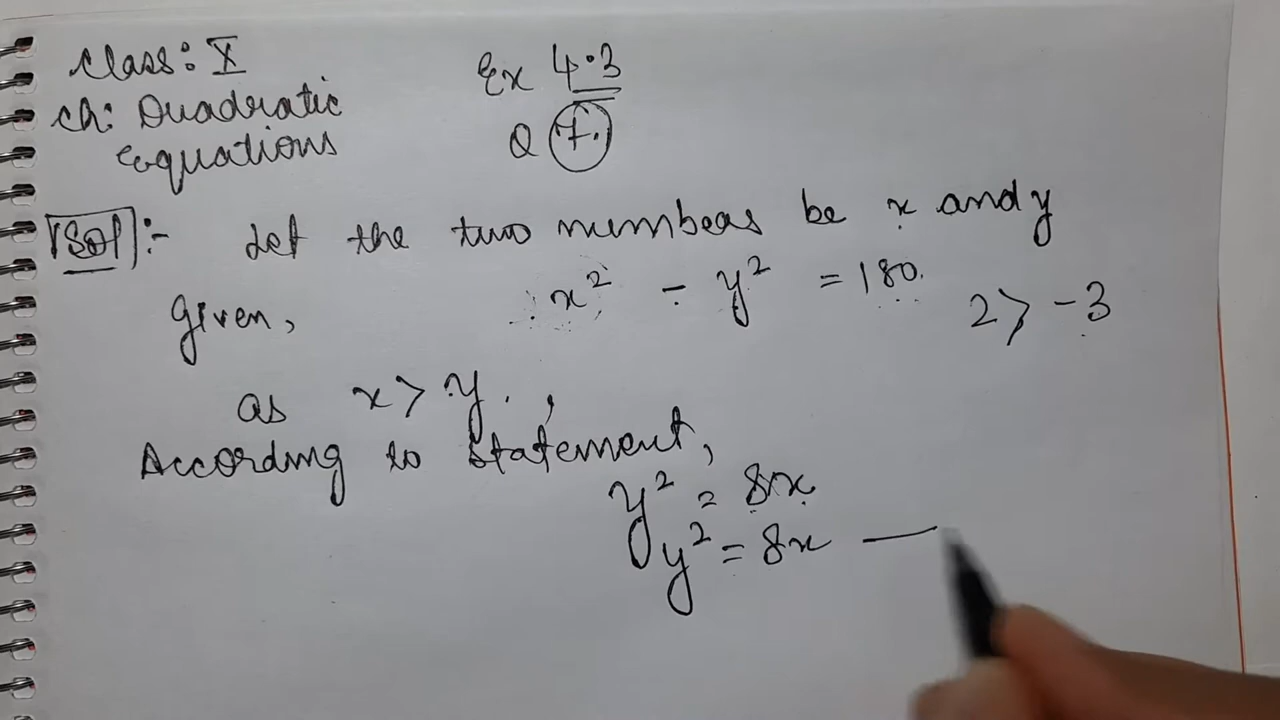 Class: X
Ch: Quadratic
Equations
Ex 4.3
Q 7.
Sol :- Let the two numbers be x and y
Given, x² - y² = 180.
2 > -3
as x > y . ,
According to statement,
y² = 8x
y² = 8x —